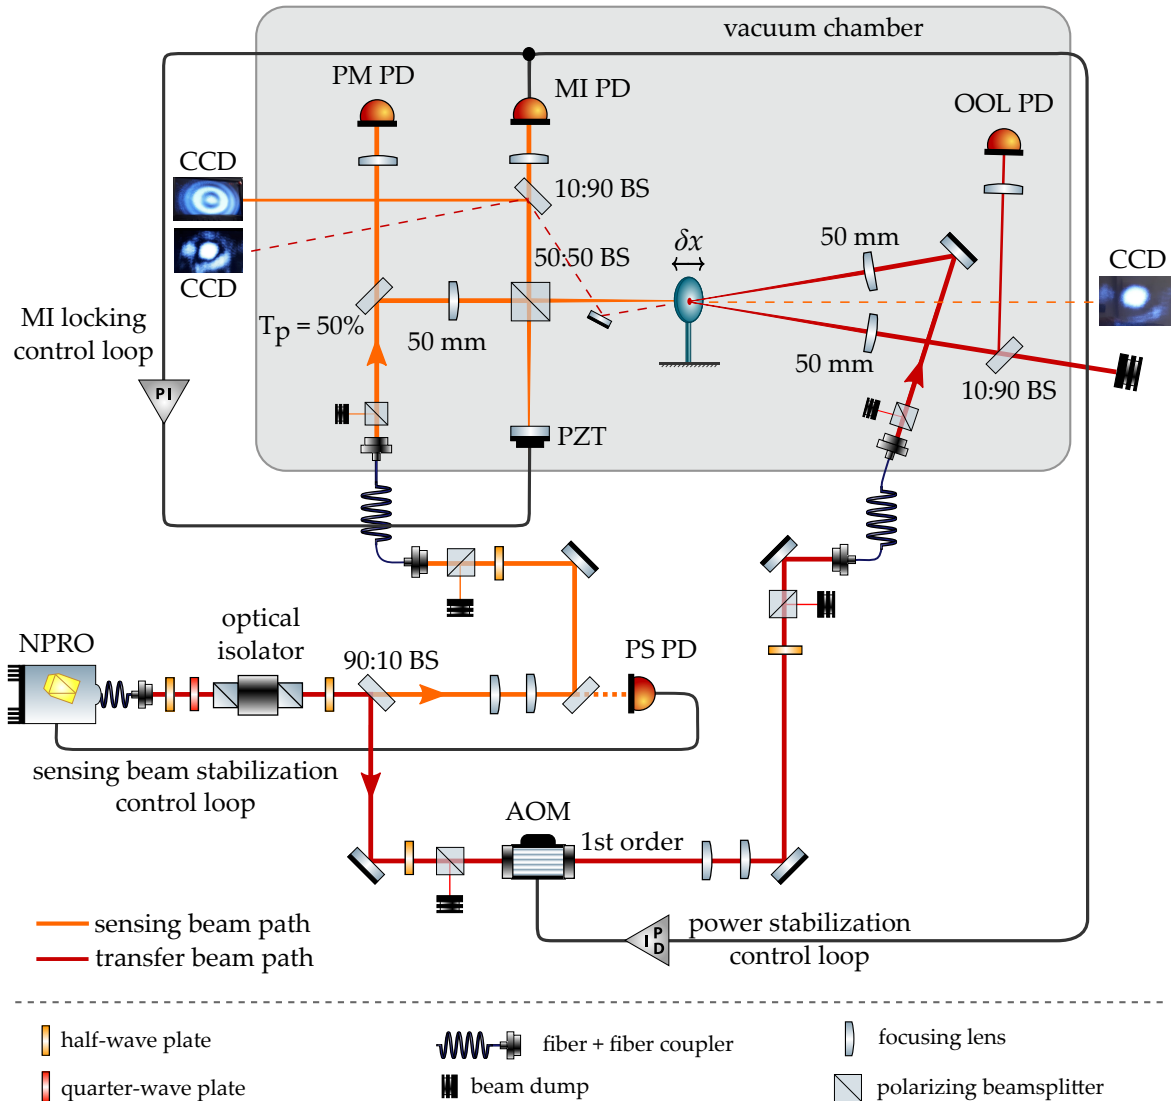 vacuum chamber
PM PD
MI PD
OOL PD
CCD
10:90 BS
CCD
50:50 BS
δx
50 mm
CCD
MI locking
control loop
T_p = 50%
50 mm
50 mm
10:90 BS
PI
PZT
NPRO
optical
isolator
90:10 BS
PS PD
sensing beam stabilization
control loop
AOM
1st order
sensing beam path
transfer beam path
P
I
D
power stabilization
control loop
half-wave plate
fiber + fiber coupler
focusing lens
quarter-wave plate
beam dump
polarizing beamsplitter